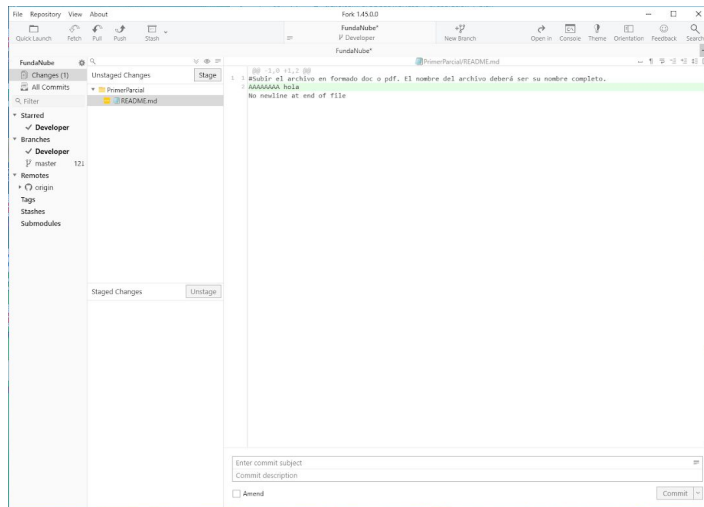 File Repository View About
Fork 1.45.0.0
Quick Launch Fetch Pull Push Stash
FundaNube*
Developer
New Branch
Open in Console Theme Orientation Feedback Search
FundaNube*
FundaNube
Changes (1)
All Commits
Filter
Starred
Developer
Branches
Developer
master
Remotes
origin
Tags
Stashes
Submodules
Unstaged Changes
Stage
PrimerParcial
README.md
Staged Changes
Unstage
PrimerParcial/README.md
1 1 #Subir el archivo en formado doc o pdf. El nombre del archivo deberá ser su nombre completo.
AAAAAAAA hola
No newline at end of file
Enter commit subject
Commit description
Amend
Commit